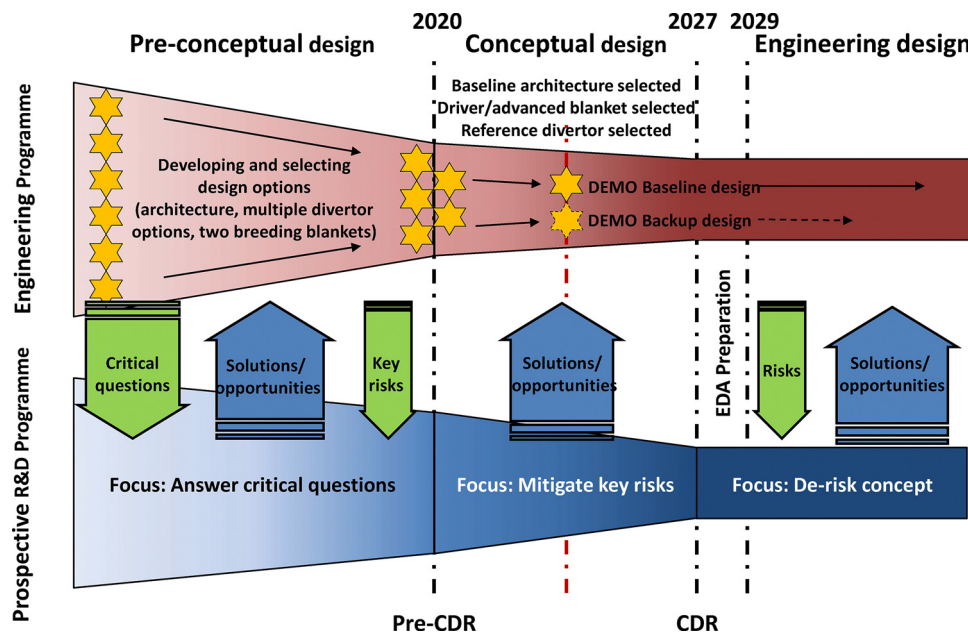 2020
2027
2029
Pre-conceptual design
Conceptual design
Engineering design
Engineering Programme
Baseline architecture selected
Driver/advanced blanket selected
Reference divertor selected
Developing and selecting
design options
(architecture, multiple divertor
options, two breeding blankets)
DEMO Baseline design
DEMO Backup design
Prospective R&D Programme
Critical
questions
Solutions/
opportunities
Key
risks
Solutions/
opportunities
EDA Preparation
Risks
Solutions/
opportunities
Focus: Answer critical questions
Focus: Mitigate key risks
Focus: De-risk concept
Pre-CDR
CDR